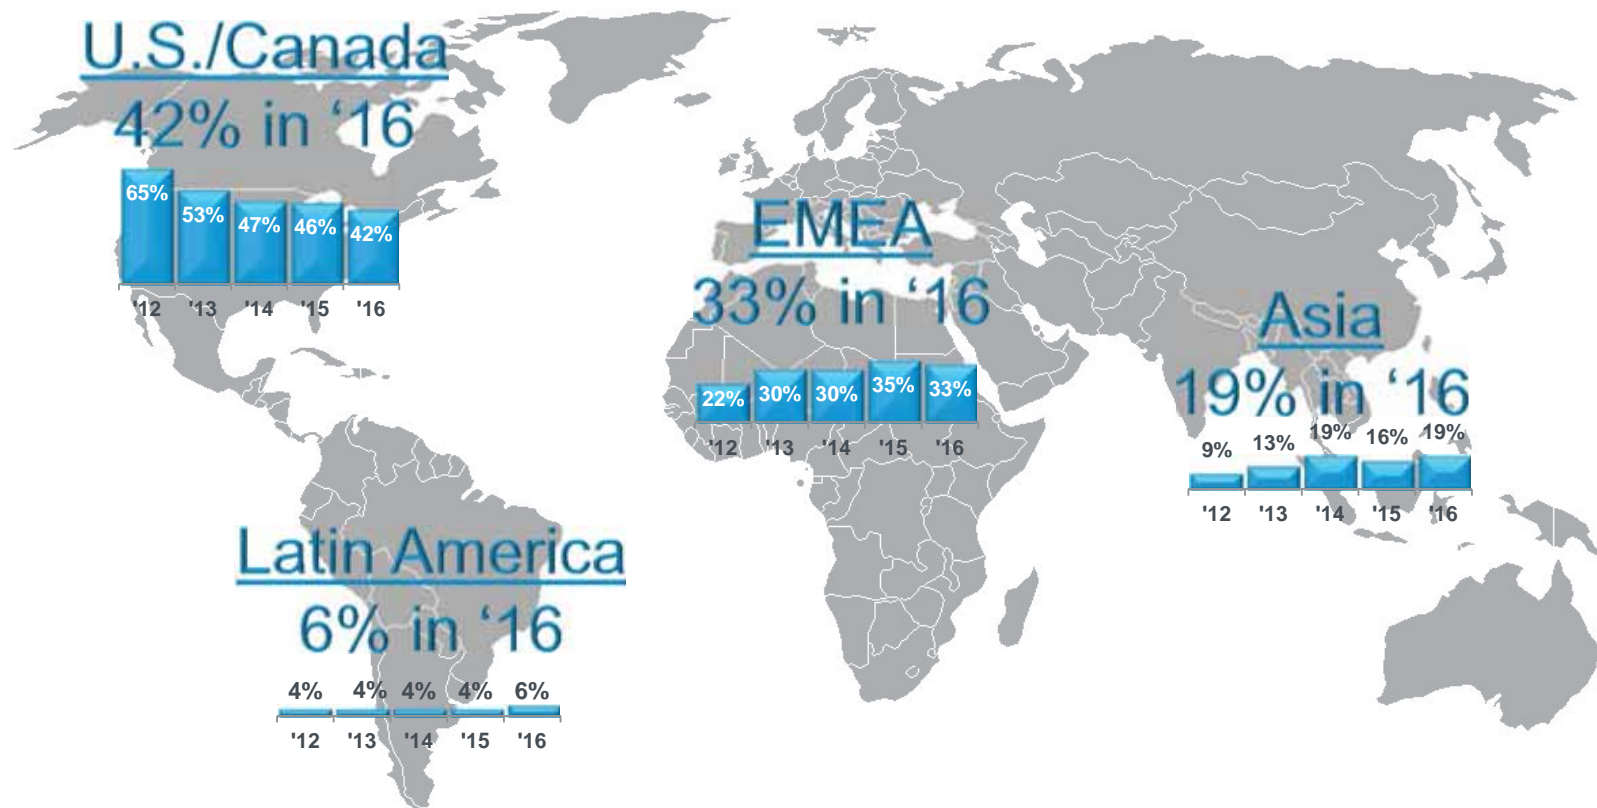 U.S./Canada
42% in ‘16
65% 53% 47% 46% 42%
'12 '13 '14 '15 '16
EMEA
33% in ‘16
22% 30% 30% 35% 33%
'12 '13 '14 '15 '16
Asia
19% in ‘16
9% 13% 19% 16% 19%
'12 '13 '14 '15 '16
Latin America
6% in ‘16
4% 4% 4% 4% 6%
'12 '13 '14 '15 '16